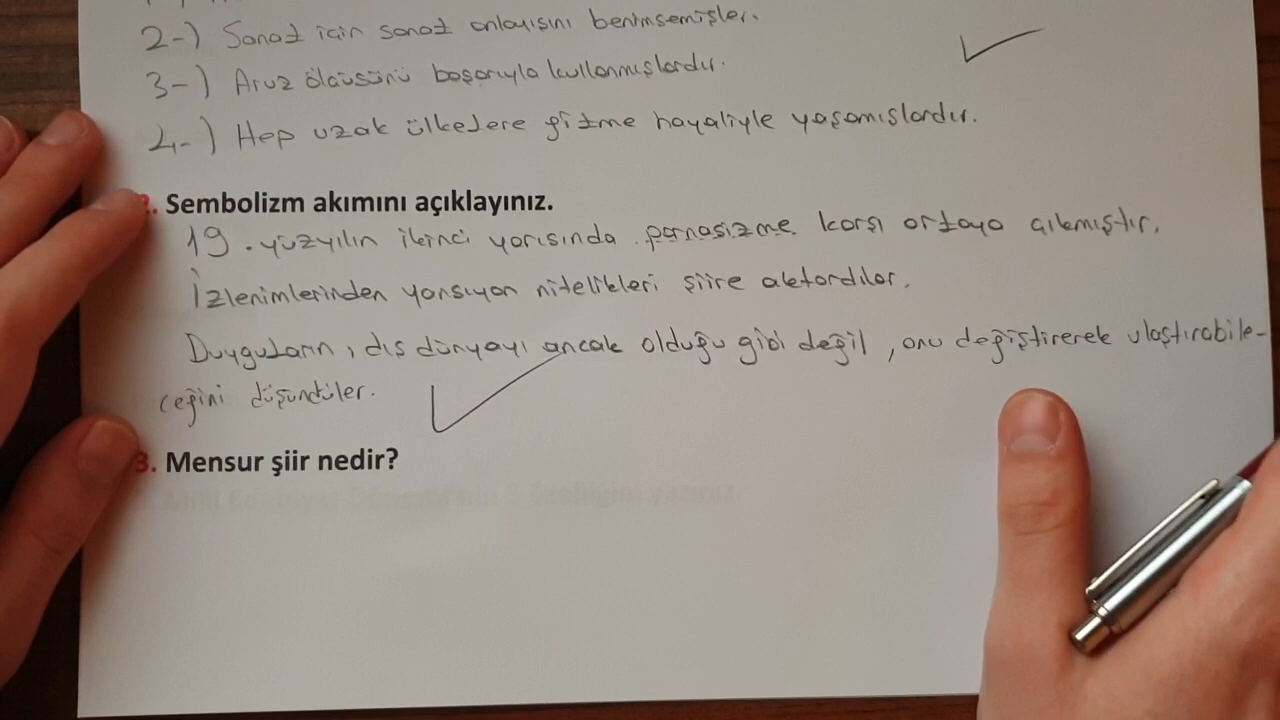 2-) Sanat için sanat anlayışını benimsemişler.
3-) Aruz ölçüsünü başarıyla kullanmışlardır.
4-) Hep uzak ülkelere gitme hayaliyle yaşamışlardır.
2. Sembolizm akımını açıklayınız.
19. yüzyılın ikinci yarısında parnasizme karşı ortaya çıkmıştır.
İzlenimlerinden yansıyan nitelikleri şiire aktardılar.
Duyguların, dış dünyayı ancak olduğu gibi değil, onu değiştirerek ulaştırabile-
ceğini düşündüler.
3. Mensur şiir nedir?